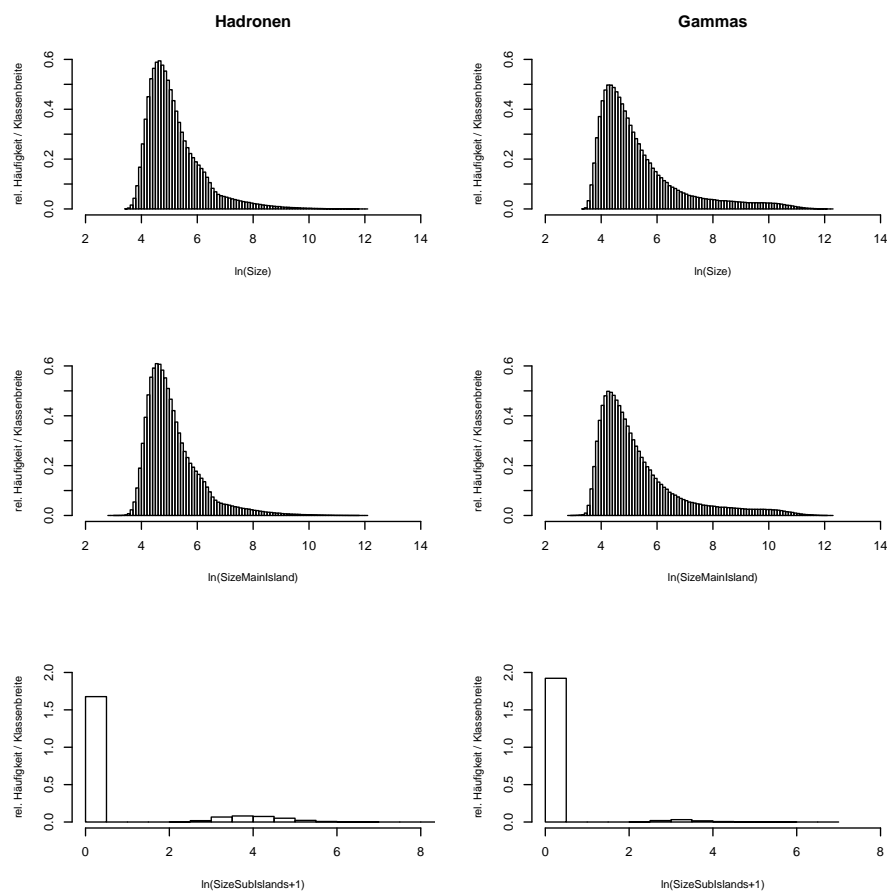 Hadronen
Gammas
rel. Häufigkeit / Klassenbreite
0.0 0.2 0.4 0.6
2 4 6 8 10 12 14
ln(Size)
rel. Häufigkeit / Klassenbreite
0.0 0.2 0.4 0.6
2 4 6 8 10 12 14
ln(Size)
rel. Häufigkeit / Klassenbreite
0.0 0.2 0.4 0.6
2 4 6 8 10 12 14
ln(SizeMainIsland)
rel. Häufigkeit / Klassenbreite
0.0 0.2 0.4 0.6
2 4 6 8 10 12 14
ln(SizeMainIsland)
rel. Häufigkeit / Klassenbreite
0.0 0.5 1.0 1.5 2.0
0 2 4 6 8
ln(SizeSubIslands+1)
rel. Häufigkeit / Klassenbreite
0.0 0.5 1.0 1.5 2.0
0 2 4 6 8
ln(SizeSubIslands+1)